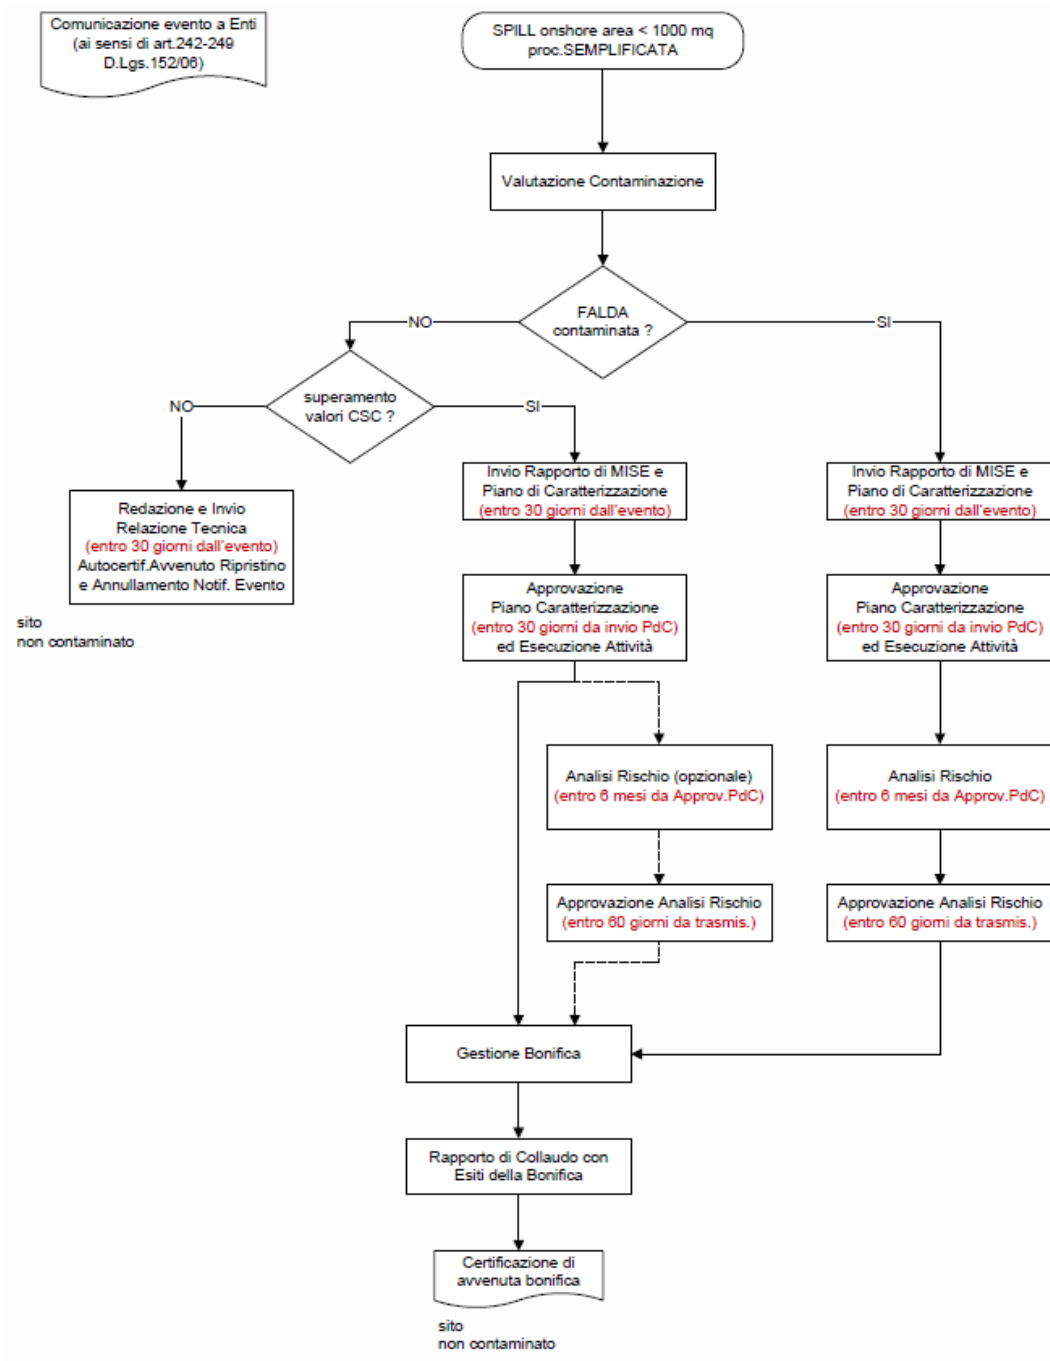 Comunicazione evento a Enti
(ai sensi di art.242-249
D.Lgs.152/06)
SPILL onshore area < 1000 mq
proc.SEMPLIFICATA
Valutazione Contaminazione
FALDA
contaminata ?
NO
SI
superamento
valori CSC ?
NO
SI
Redazione e Invio
Relazione Tecnica
(entro 30 giorni dall'evento)
Autocertif.Avvenuto Ripristino
e Annullamento Notif. Evento
sito
non contaminato
Invio Rapporto di MISE e
Piano di Caratterizzazione
(entro 30 giorni dall'evento)
Invio Rapporto di MISE e
Piano di Caratterizzazione
(entro 30 giorni dall'evento)
Approvazione
Piano Caratterizzazione
(entro 30 giorni da invio PdC)
ed Esecuzione Attività
Approvazione
Piano Caratterizzazione
(entro 30 giorni da invio PdC)
ed Esecuzione Attività
Analisi Rischio (opzionale)
(entro 6 mesi da Approv.PdC)
Analisi Rischio
(entro 6 mesi da Approv.PdC)
Approvazione Analisi Rischio
(entro 60 giorni da trasmis.)
Approvazione Analisi Rischio
(entro 60 giorni da trasmis.)
Gestione Bonifica
Rapporto di Collaudo con
Esiti della Bonifica
Certificazione di
avvenuta bonifica
sito
non contaminato